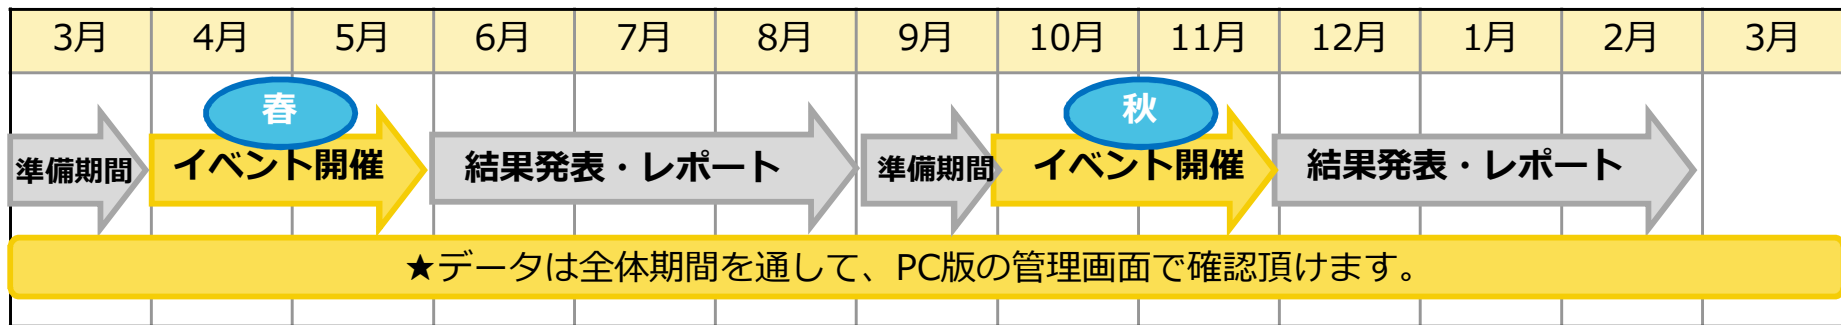 3月 4月 5月 6月 7月 8月 9月 10月 11月 12月 1月 2月 3月
春 秋
準備期間 イベント開催 結果発表・レポート 準備期間 イベント開催 結果発表・レポート
★データは全体期間を通して、PC版の管理画面で確認頂けます。